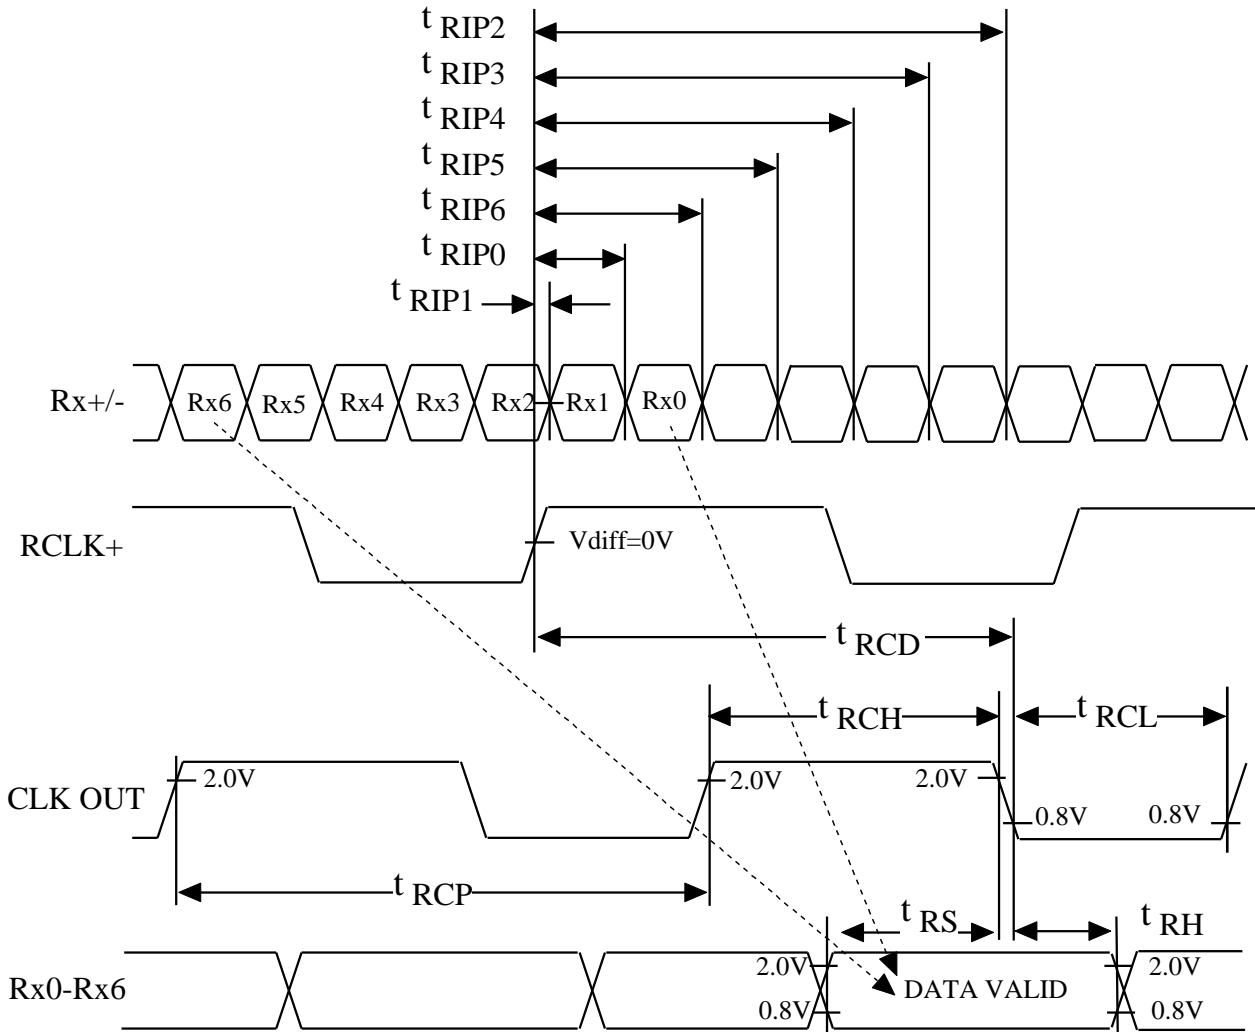 t RIP2
t RIP3
t RIP4
t RIP5
t RIP6
t RIP0
t RIP1
Rx+/- Rx6 Rx5 Rx4 Rx3 Rx2 Rx1 Rx0
RCLK+ Vdiff=0V
t RCD
t RCH t RCL
CLK OUT 2.0V 2.0V 2.0V 0.8V 0.8V
t RCP
t RS t RH
Rx0-Rx6 2.0V DATA VALID 2.0V
0.8V 0.8V